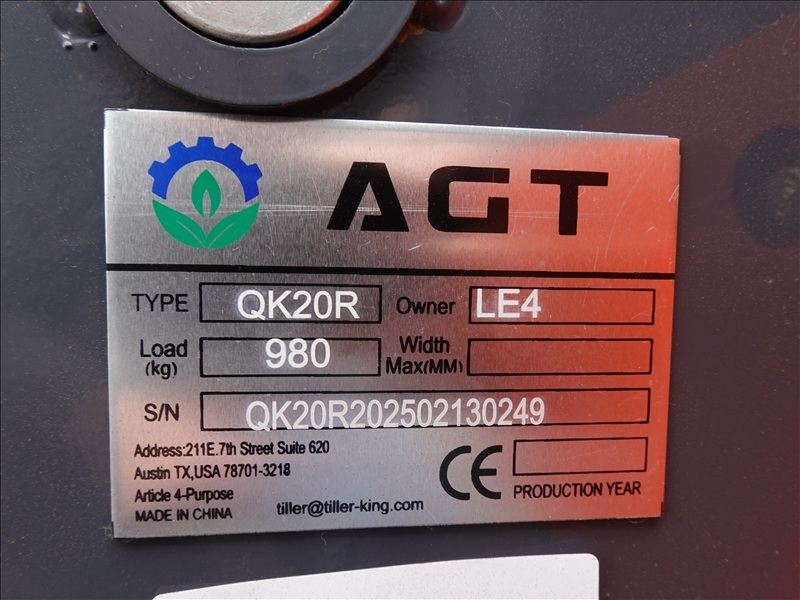 AGT
TYPE QK20R Owner LE4
Load (kg) 980 Width Max(MM)
S/N QK20R202502130249
Address:211E.7th Street Suite 620
Austin TX,USA 78701-3218
Article 4-Purpose
MADE IN CHINA
tiller@tiller-king.com
CE
PRODUCTION YEAR